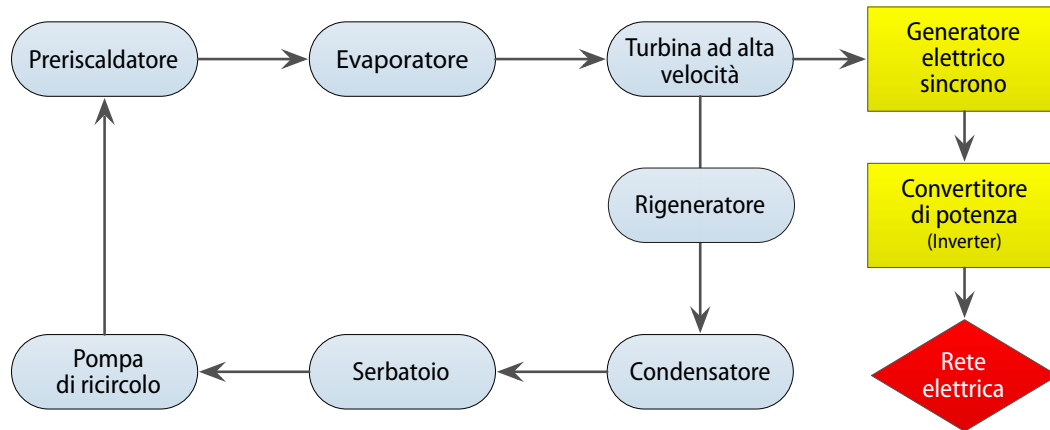 Preriscaldatore
Evaporatore
Turbina ad alta
velocità
Generatore
elettrico
sincrono
Rigeneratore
Convertitore
di potenza
(Inverter)
Pompa
di ricircolo
Serbatoio
Condensatore
Rete
elettrica